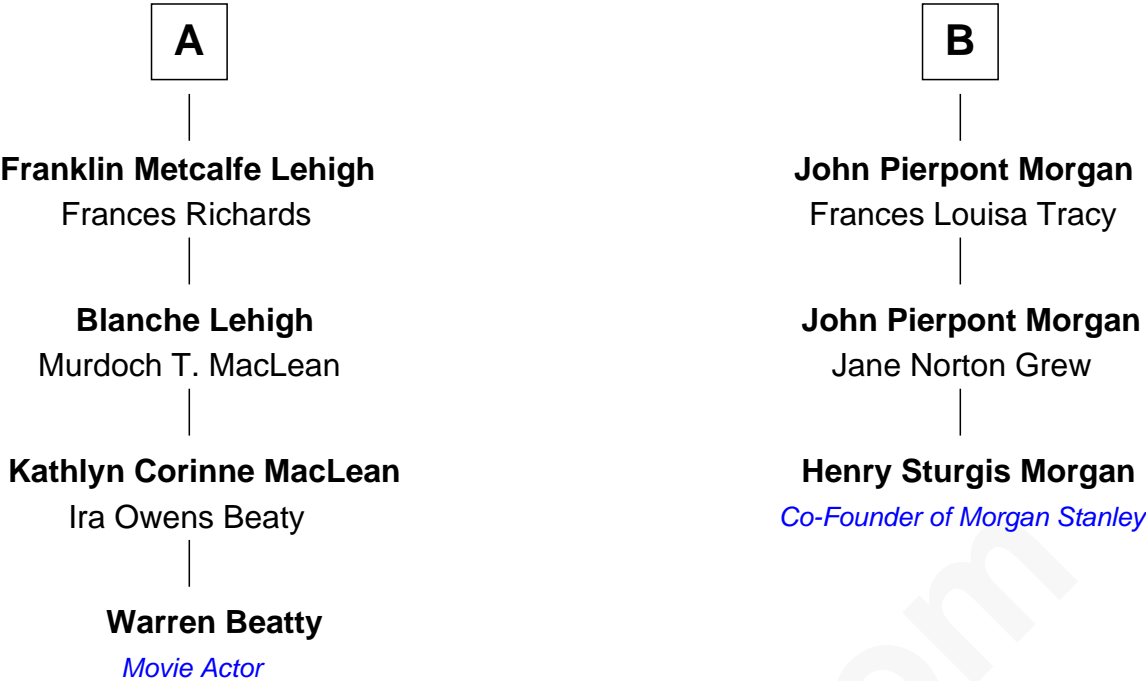 A
B
Franklin Metcalfe Lehigh
Frances Richards
John Pierpont Morgan
Frances Louisa Tracy
Blanche Lehigh
Murdoch T. MacLean
John Pierpont Morgan
Jane Norton Grew
Kathlyn Corinne MacLean
Ira Owens Beaty
Henry Sturgis Morgan
Co-Founder of Morgan Stanley
Warren Beatty
Movie Actor
om